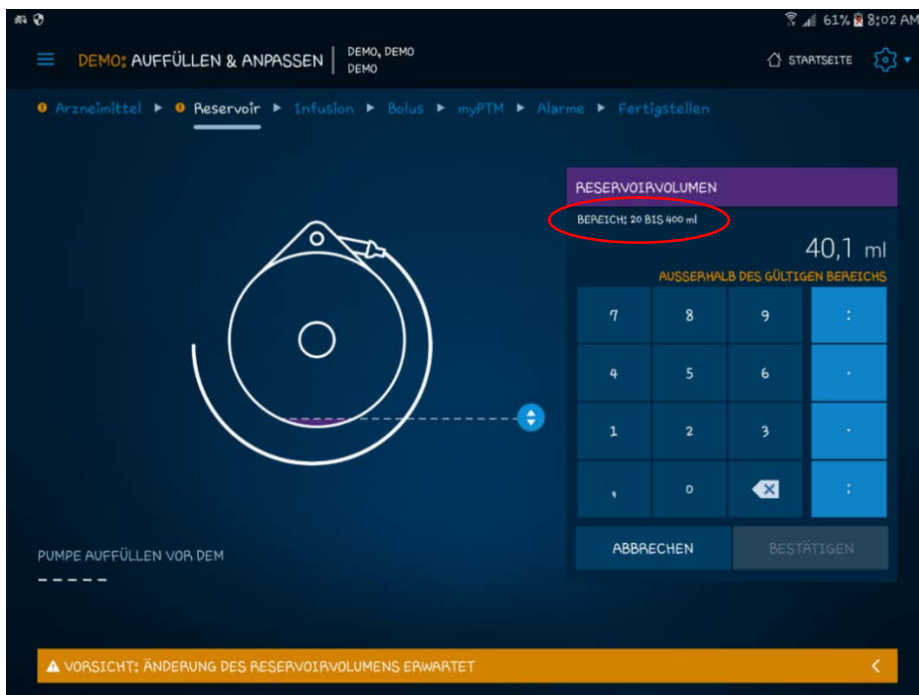 61% 8:02 AM
DEMO: AUFFÜLLEN & ANPASSEN
DEMO, DEMO
DEMO
STARTSEITE
Arzneimittel ▶ Reservoir ▶ Infusion ▶ Bolus ▶ myPTM ▶ Alarme ▶ Fertigstellen
RESERVOIRVOLUMEN
BEREICH: 20 BIS 400 ml
40,1 ml
AUSSERHALB DES GÜLTIGEN BEREICHS
7 8 9 :
4 5 6 .
1 2 3 .
, 0 :
ABBRECHEN BESTÄTIGEN
PUMPE AUFFÜLLEN VOR DEM
-----
VORSICHT: ÄNDERUNG DES RESERVOIRVOLUMENS ERWARTET